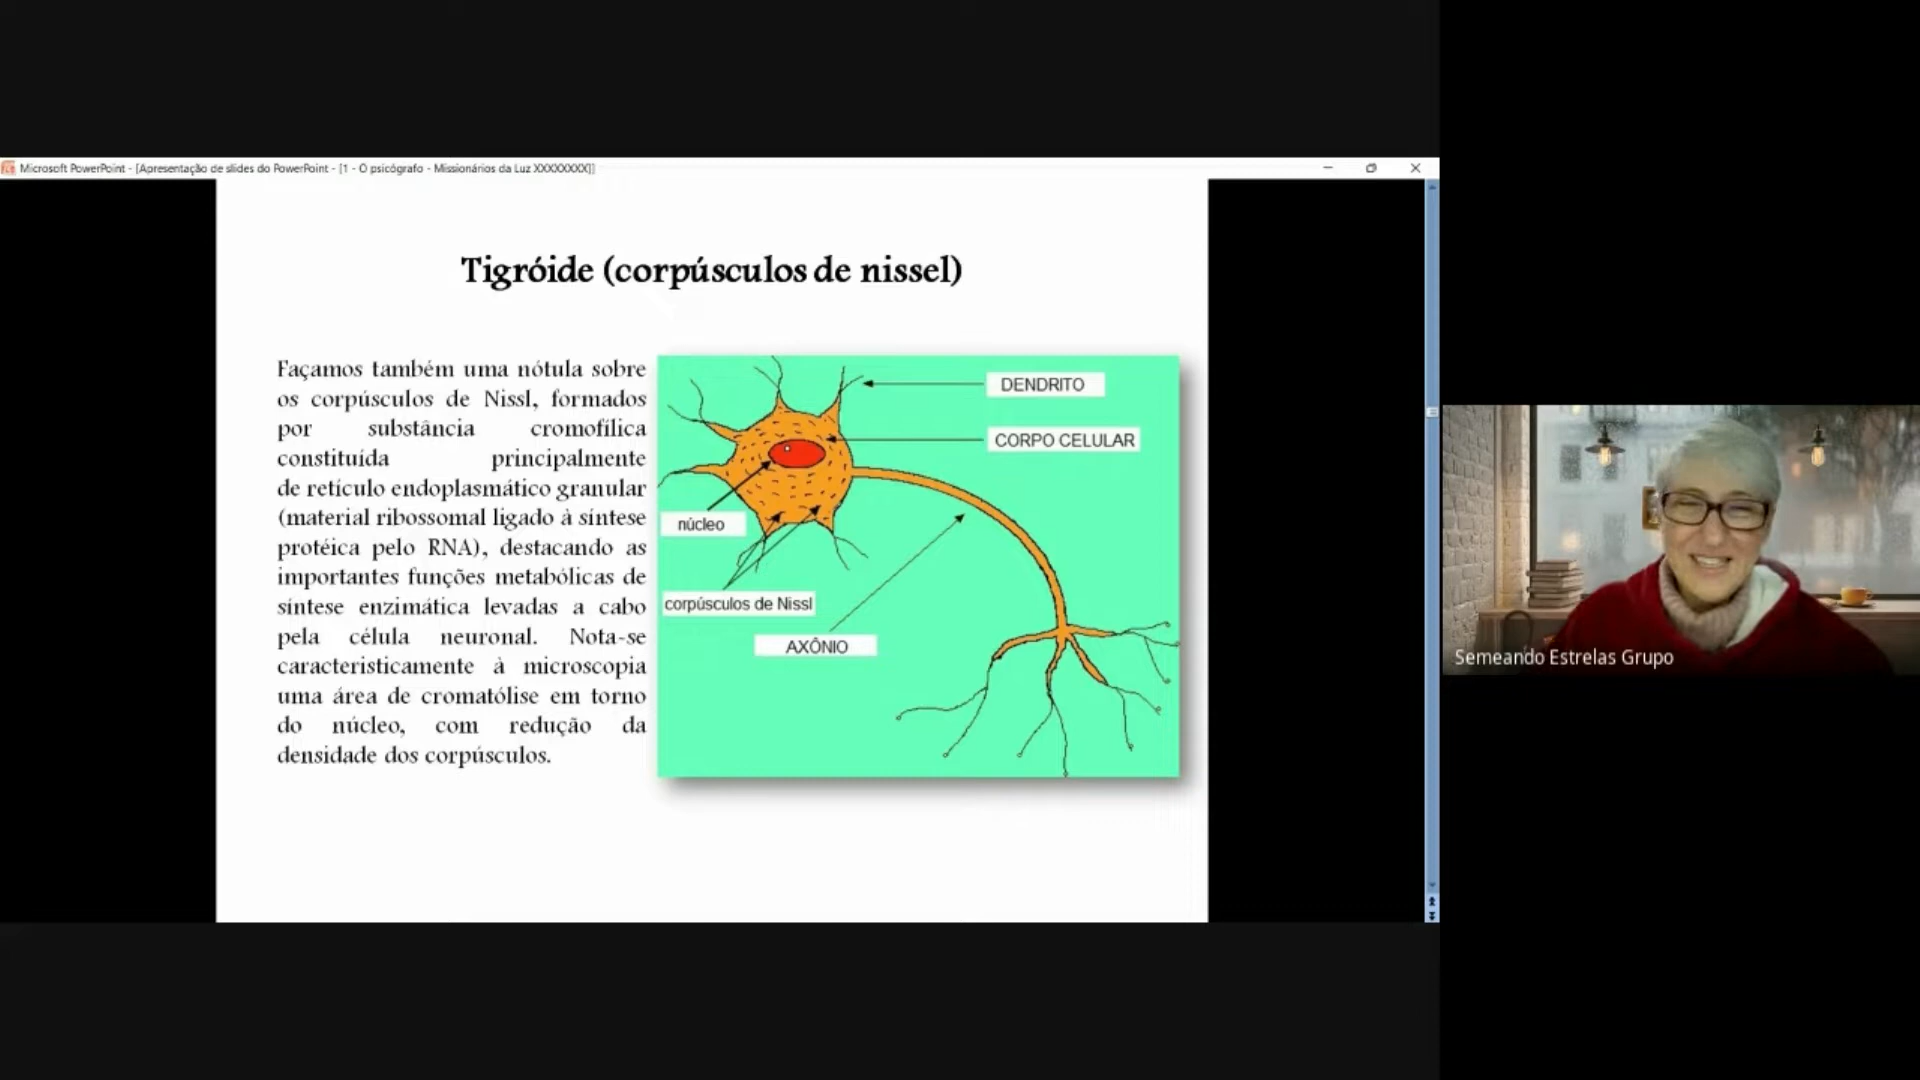 Microsoft PowerPoint - [Apresentação de slides do PowerPoint - [1 - O psicógrafo - Missionários da Luz XXXXXXXX]]
Tigróide (corpúsculos de nissel)
Façamos também uma nótula sobre
os corpúsculos de Nissl, formados
por substância cromofílica
constituída principalmente
de retículo endoplasmático granular
(material ribossomal ligado à síntese
protéica pelo RNA), destacando as
importantes funções metabólicas de
síntese enzimática levadas a cabo
pela célula neuronal. Nota-se
caracteristicamente à microscopia
uma área de cromatólise em torno
do núcleo, com redução da
densidade dos corpúsculos.
DENDRITO
CORPO CELULAR
núcleo
corpúsculos de Nissl
AXÔNIO
Semeando Estrelas Grupo